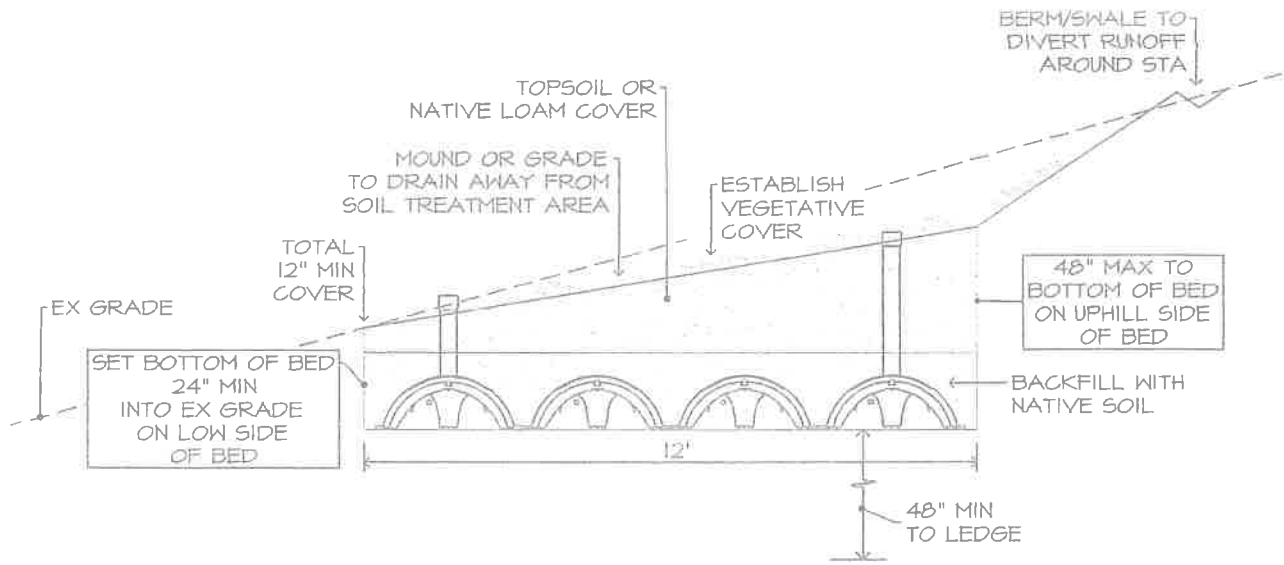 BERM/SWALE TO
DIVERT RUNOFF
AROUND STA
TOPSOIL OR
NATIVE LOAM COVER
MOUND OR GRADE
TO DRAIN AWAY FROM
SOIL TREATMENT AREA
ESTABLISH
VEGETATIVE
COVER
TOTAL
12" MIN
COVER
48" MAX TO
BOTTOM OF BED
ON UPHILL SIDE
OF BED
EX GRADE
SET BOTTOM OF BED
24" MIN
INTO EX GRADE
ON LOW SIDE
OF BED
BACKFILL WITH
NATIVE SOIL
12'
48" MIN
TO LEDGE